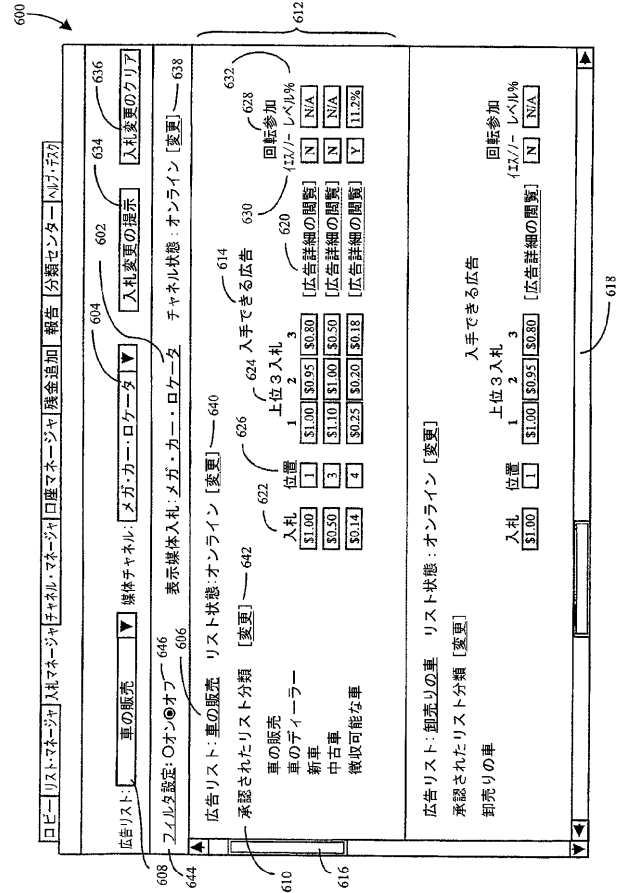 600
ロビー リスト・マネージャ 入札マネージャ チャネル・マネージャ 口座マネージャ 残金追加 報告 分類センター ヘルプ・デスク
608 604 602 634 636
広告リスト: 車の販売 媒体チャネル: メガ・カー・ロケータ 入札変更の提示 入札変更のクリア
644 フィルタ設定: ○オン◉オフ 646 表示媒体入札: メガ・カー・ロケータ チャネル状態：オンライン [変更] 638
606
広告リスト: 車の販売 リスト状態:オンライン [変更] 640
612
610 承認されたリスト分類 [変更] 642
622 626 624 614 入手できる広告 630 628 632
入札 位置 上位３入札 回転参加
1 2 3 イエス/ノー レベル%
車の販売
車のディーラー
新車 $1.00 1 $1.00 $0.95 $0.80 [広告詳細の閲覧] N N/A
620
中古車 $0.50 3 $1.10 $1.00 $0.50 [広告詳細の閲覧] N N/A
徴収可能な車 $0.14 4 $0.25 $0.20 $0.18 [広告詳細の閲覧] Y 11.2%
616
広告リスト: 卸売りの車 リスト状態：オンライン [変更]
承認されたリスト分類 [変更]
入手できる広告
卸売りの車
入札 位置 上位３入札 回転参加
1 2 3 イエス/ノー レベル%
$1.00 1 $1.00 $0.95 $0.80 [広告詳細の閲覧] N N/A
618